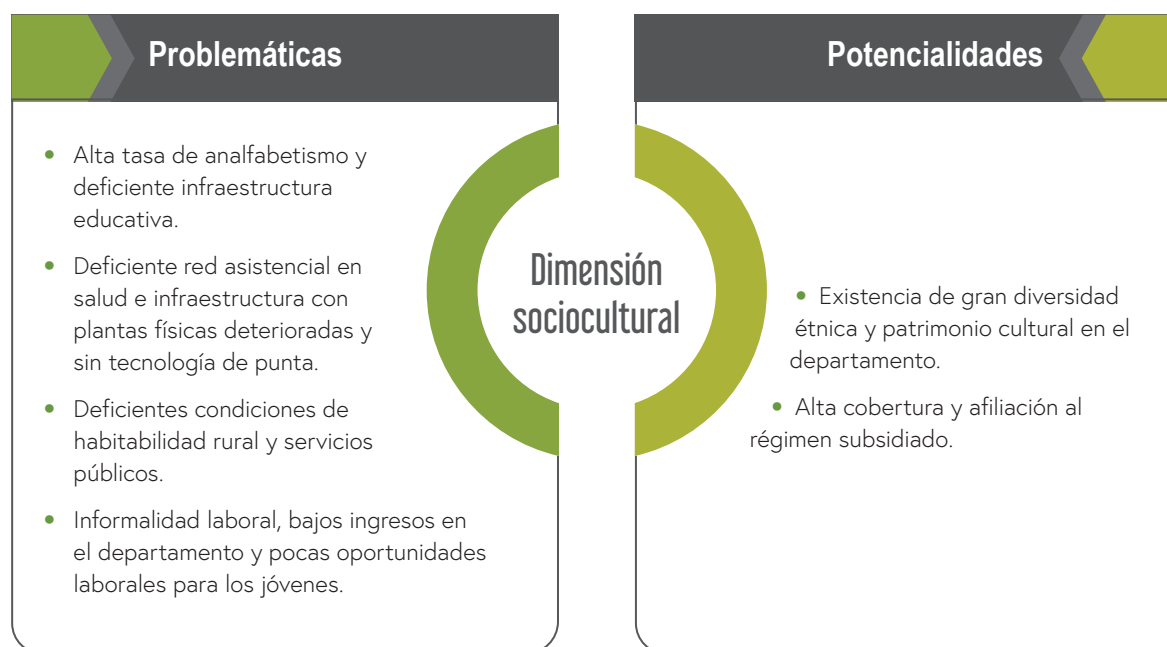 Problemáticas
• Alta tasa de analfabetismo y
deficiente infraestructura
educativa.
• Deficiente red asistencial en
salud e infraestructura con
plantas físicas deterioradas y
sin tecnología de punta.
• Deficientes condiciones de
habitabilidad rural y servicios
públicos.
• Informalidad laboral, bajos ingresos en
el departamento y pocas oportunidades
laborales para los jóvenes.
Dimensión
sociocultural
Potencialidades
• Existencia de gran diversidad
étnica y patrimonio cultural en el
departamento.
• Alta cobertura y afiliación al
régimen subsidiado.